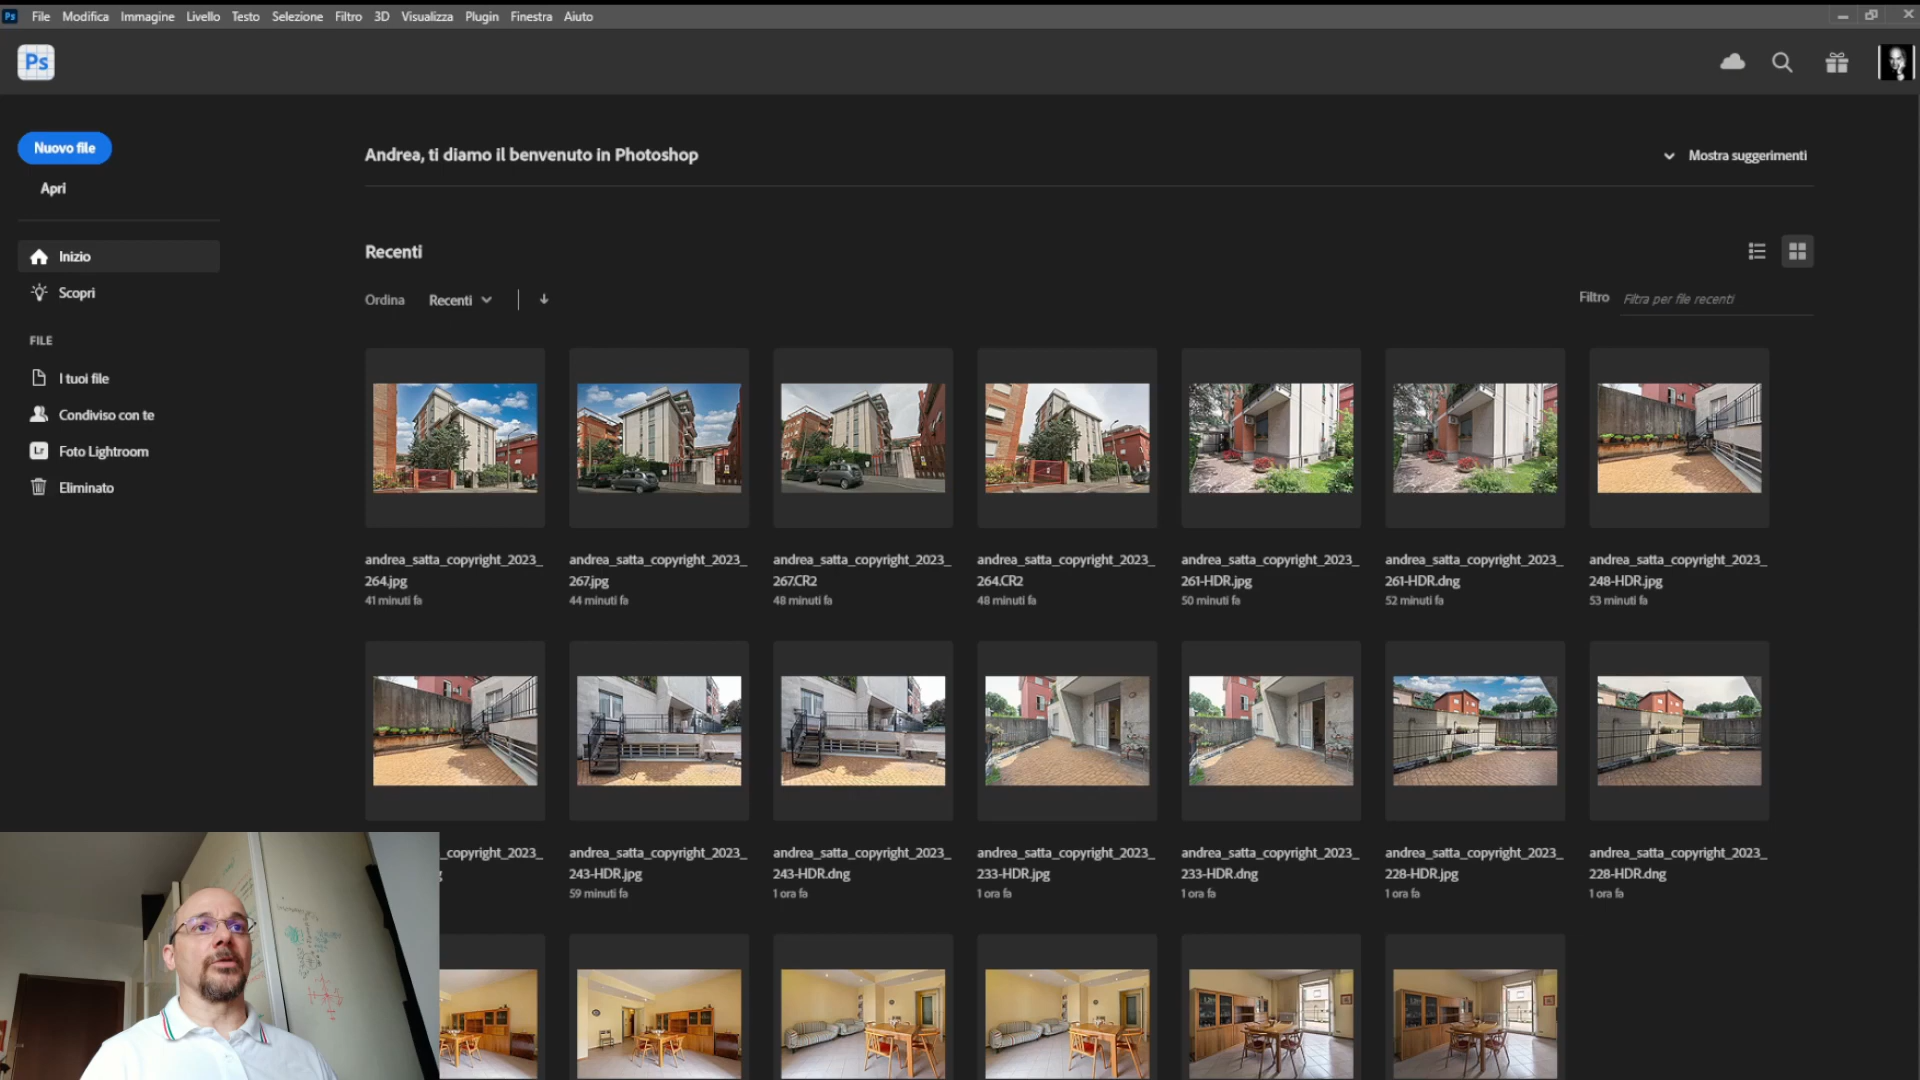 Ps File Modifica Immagine Livello Testo Selezione Filtro 3D Visualizza Plugin Finestra Aiuto
Ps
Nuovo file
Apri
Inizio
Scopri
FILE
I tuoi file
Condiviso con te
Lr Foto Lightroom
Eliminato
Andrea, ti diamo il benvenuto in Photoshop
Mostra suggerimenti
Recenti
Ordina Recenti
Filtro Filtra per file recenti
andrea_satta_copyright_2023_
264.jpg
41 minuti fa
andrea_satta_copyright_2023_
267.jpg
44 minuti fa
andrea_satta_copyright_2023_
267.CR2
48 minuti fa
andrea_satta_copyright_2023_
264.CR2
48 minuti fa
andrea_satta_copyright_2023_
261-HDR.jpg
50 minuti fa
andrea_satta_copyright_2023_
261-HDR.dng
52 minuti fa
andrea_satta_copyright_2023_
248-HDR.jpg
53 minuti fa
_copyright_2023_
andrea_satta_copyright_2023_
243-HDR.jpg
59 minuti fa
andrea_satta_copyright_2023_
243-HDR.dng
1 ora fa
andrea_satta_copyright_2023_
233-HDR.jpg
1 ora fa
andrea_satta_copyright_2023_
233-HDR.dng
1 ora fa
andrea_satta_copyright_2023_
228-HDR.jpg
1 ora fa
andrea_satta_copyright_2023_
228-HDR.dng
1 ora fa